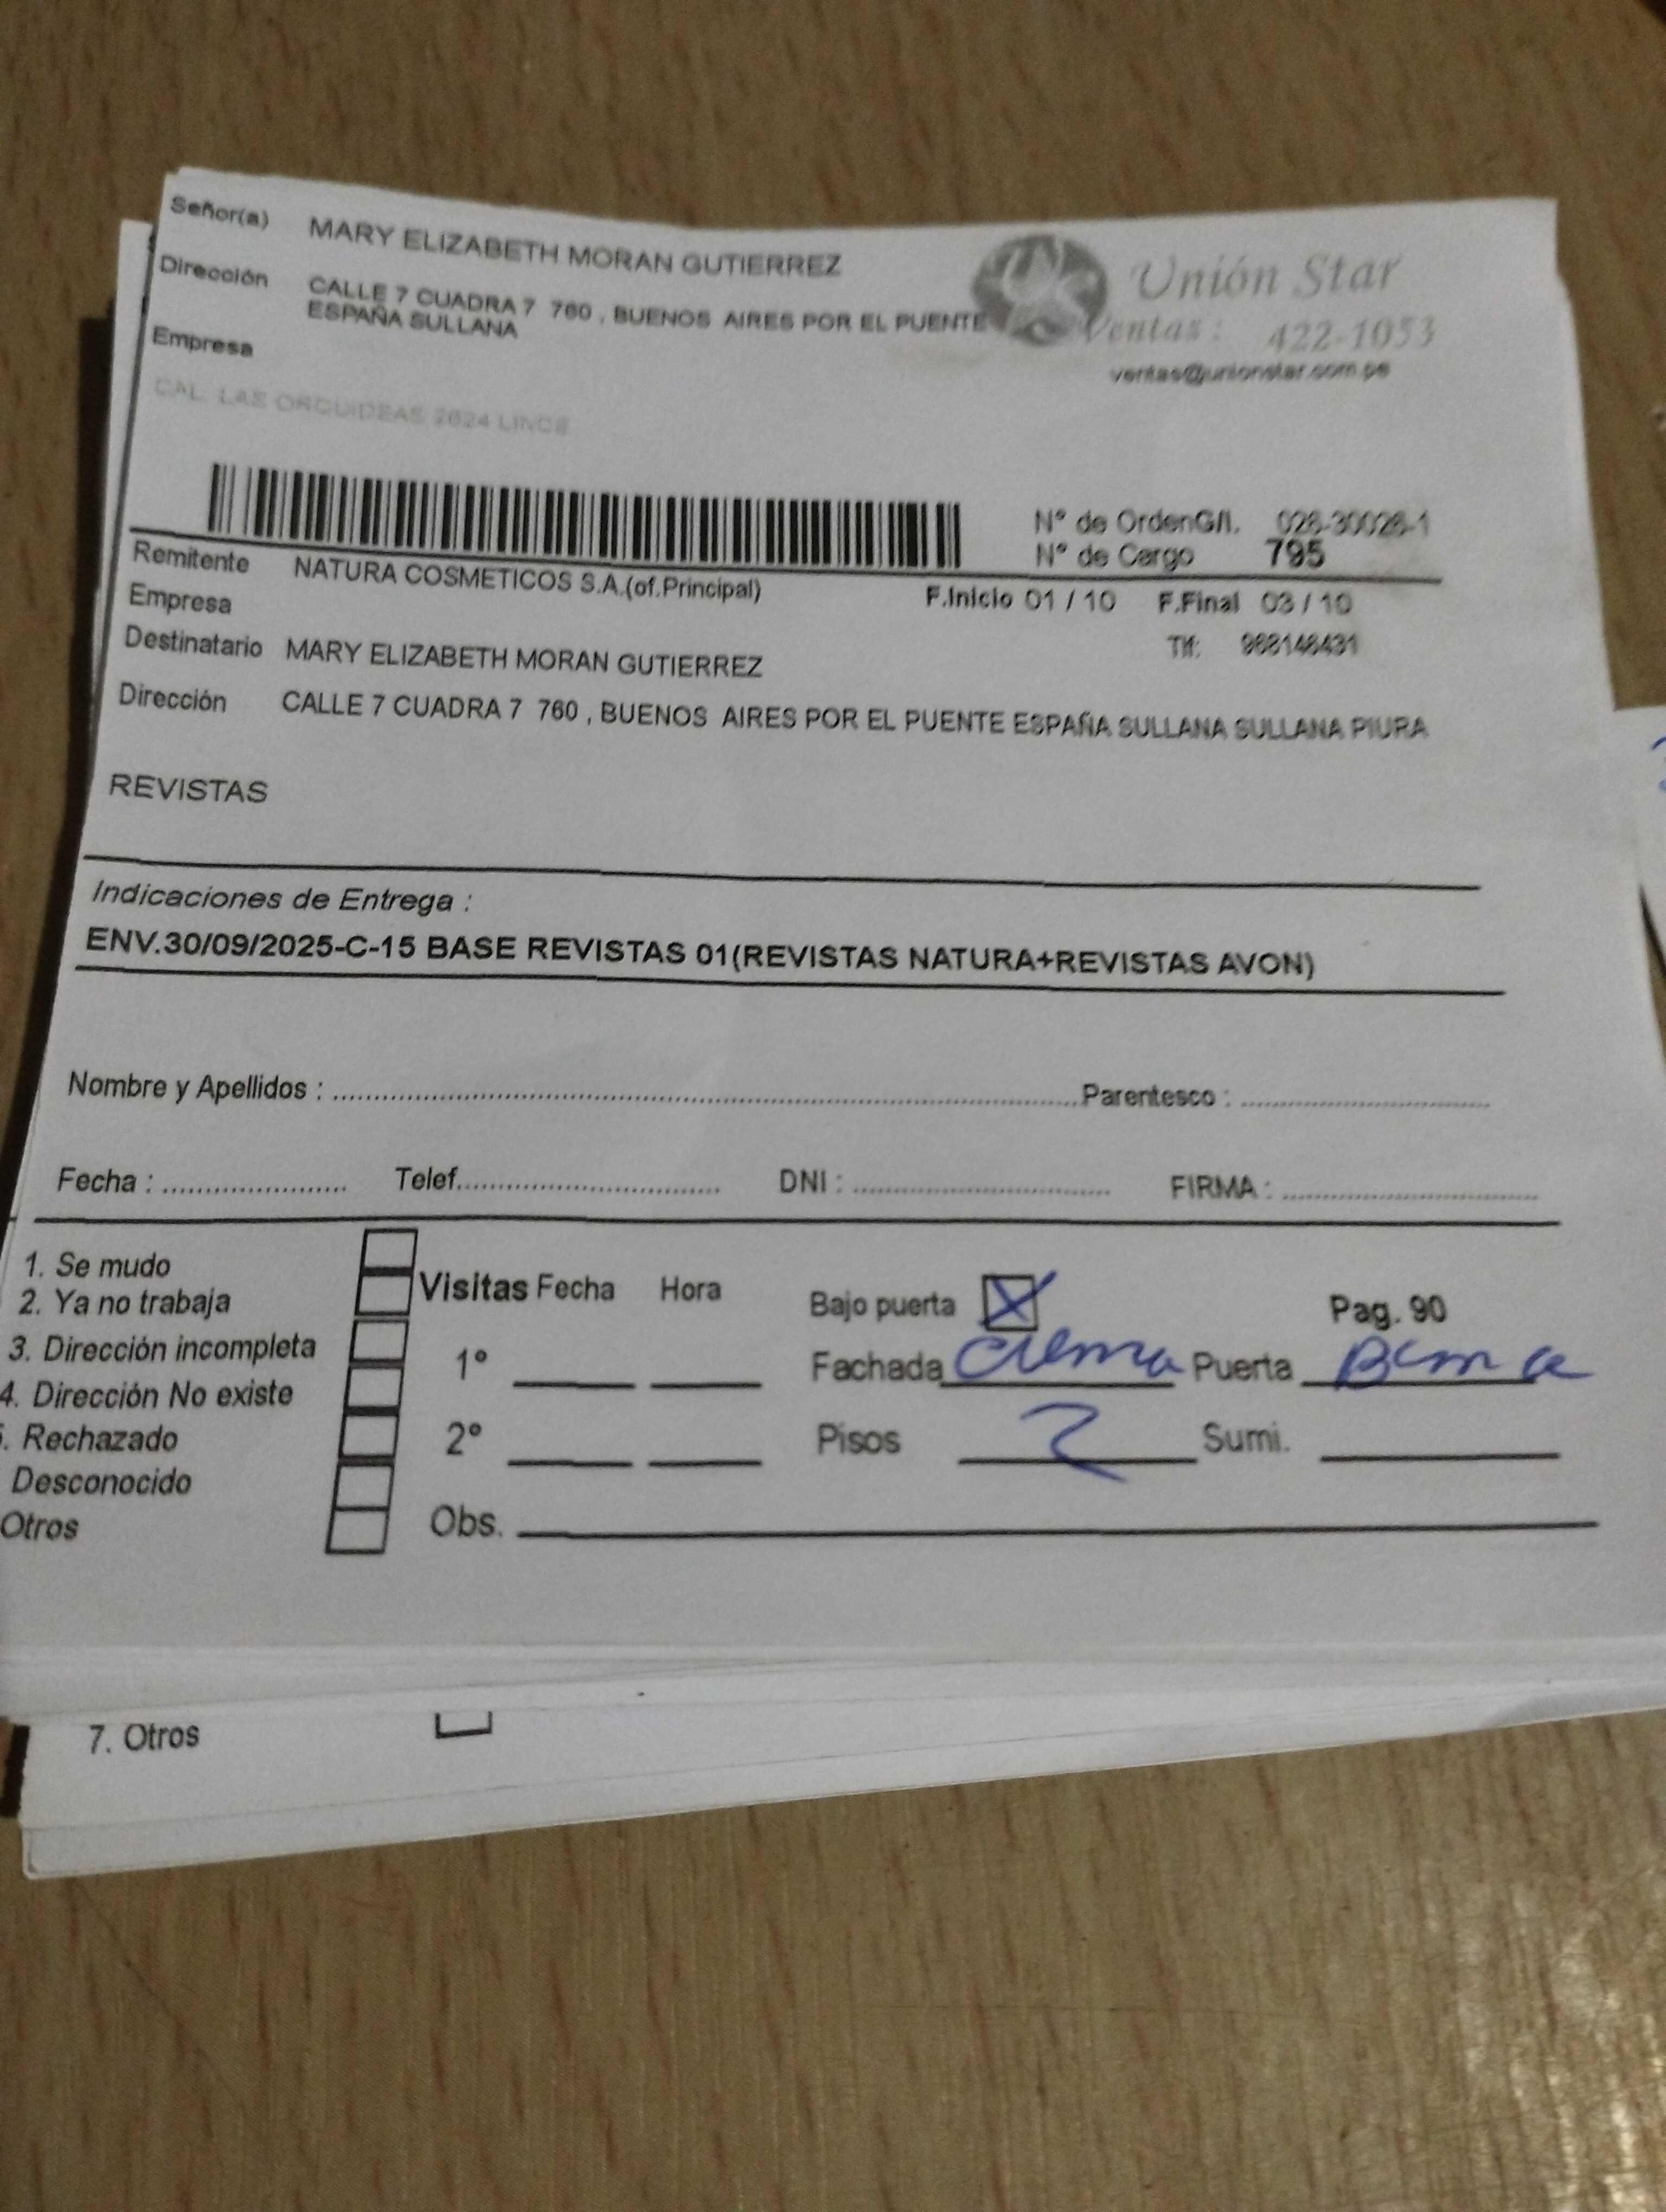 Señor(a) MARY ELIZABETH MORAN GUTIERREZ
Dirección CALLE 7 CUADRA 7 760 , BUENOS AIRES POR EL PUENTE
ESPAÑA SULLANA
Unión Star
Ventas : 422-1053
ventas@unionstar.com.pe
Empresa
CAL. LAS ORQUIDEAS 2624 LINCE
Nº de OrdenG/I. 026-30026-1
Nº de Cargo 795
Remitente NATURA COSMETICOS S.A.(of.Principal)
F.Inicio 01 / 10 F.Final 03 / 10
Empresa
Tlf: 968146431
Destinatario MARY ELIZABETH MORAN GUTIERREZ
Dirección CALLE 7 CUADRA 7 760 , BUENOS AIRES POR EL PUENTE ESPAÑA SULLANA SULLANA PIURA
REVISTAS
Indicaciones de Entrega :
ENV.30/09/2025-C-15 BASE REVISTAS 01(REVISTAS NATURA+REVISTAS AVON)
Nombre y Apellidos : Parentesco :
Fecha : Telef. DNI : FIRMA :
1. Se mudo
2. Ya no trabaja
3. Dirección incompleta
4. Dirección No existe
. Rechazado
Desconocido
Otros
Visitas Fecha Hora
1º
2º
Obs.
Bajo puerta X Pag. 90
Fachada crema Puerta
Pisos 2 Sumi.
7. Otros